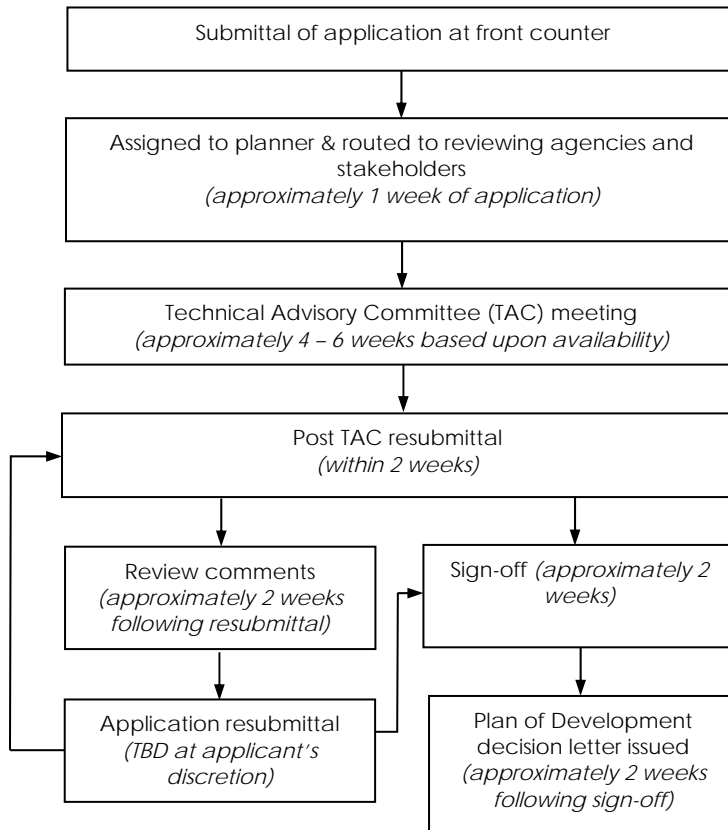 Submittal of application at front counter
Assigned to planner & routed to reviewing agencies and
stakeholders
(approximately 1 week of application)
Technical Advisory Committee (TAC) meeting
(approximately 4 – 6 weeks based upon availability)
Post TAC resubmittal
(within 2 weeks)
Review comments
(approximately 2 weeks
following resubmittal)
Sign-off (approximately 2
weeks)
Application resubmittal
(TBD at applicant’s
discretion)
Plan of Development
decision letter issued
(approximately 2 weeks
following sign-off)